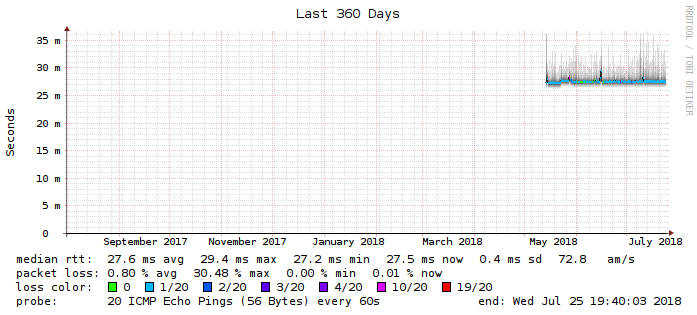 Last 360 Days
RRDTOOL / TOBI OETIKER
Seconds
35 m
30 m
25 m
20 m
15 m
10 m
5 m
0
September 2017 November 2017 January 2018 March 2018 May 2018 July 2018
median rtt: 27.6 ms avg 29.4 ms max 27.2 ms min 27.5 ms now 0.4 ms sd 72.8 am/s
packet loss: 0.80 % avg 30.48 % max 0.00 % min 0.01 % now
loss color: 0 1/20 2/20 3/20 4/20 10/20 19/20
probe: 20 ICMP Echo Pings (56 Bytes) every 60s end: Wed Jul 25 19:40:03 2018